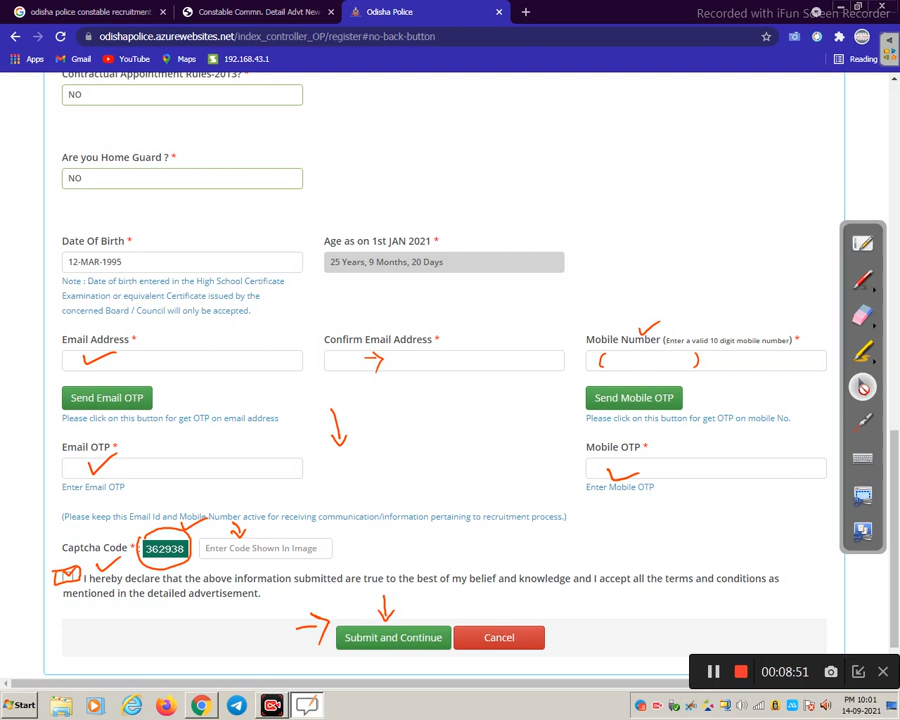 odisha police constable recruitment
Constable Commn. Detail Advt New
Odisha Police
Recorded with iFun Screen Recorder
odishapolice.azurewebsites.net/index_controller_OP/register#no-back-button
Apps Gmail YouTube Maps 192.168.43.1 Reading
Contractual Appointment Rules-2013? *
NO
Are you Home Guard ? *
NO
Date Of Birth * Age as on 1st JAN 2021 *
12-MAR-1995 25 Years, 9 Months, 20 Days
Note : Date of birth entered in the High School Certificate
Examination or equivalent Certificate issued by the
concerned Board / Council will only be accepted.
Email Address * Confirm Email Address * Mobile Number (Enter a valid 10 digit mobile number) *
Send Email OTP Send Mobile OTP
Please click on this button for get OTP on email address Please click on this button for get OTP on mobile No.
Email OTP * Mobile OTP *
Enter Email OTP Enter Mobile OTP
(Please keep this Email Id and Mobile Number active for receiving communication/information pertaining to recruitment process.)
Captcha Code * : 362938 Enter Code Shown In Image
I hereby declare that the above information submitted are true to the best of my belief and knowledge and I accept all the terms and conditions as
mentioned in the detailed advertisement.
Submit and Continue Cancel
00:08:51
Start
PM 10:01
14-09-2021